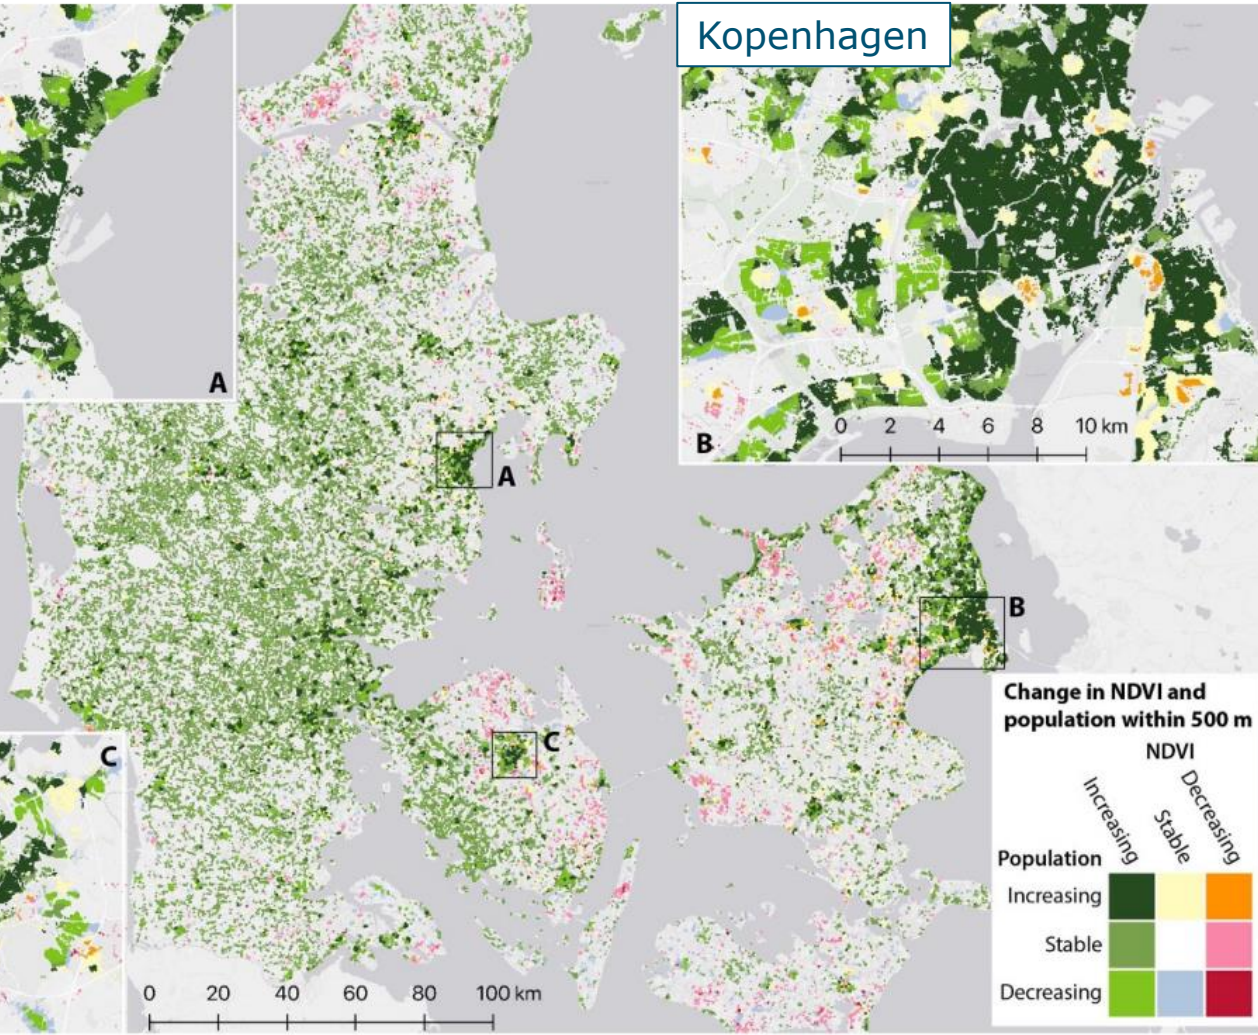 Kopenhagen
A
B
0 2 4 6 8 10 km
A
B
C
C
Change in NDVI and
population within 500 m
NDVI
Increasing
Stable
Decreasing
Population
Increasing
Stable
Decreasing
0 20 40 60 80 100 km